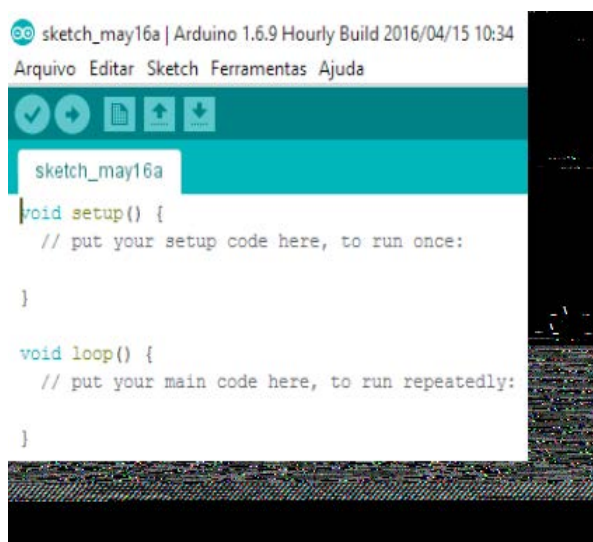 sketch_may16a | Arduino 1.6.9 Hourly Build 2016/04/15 10:34
Arquivo Editar Sketch Ferramentas Ajuda
sketch_may16a
void setup() {
// put your setup code here, to run once:
}
void loop() {
// put your main code here, to run repeatedly:
}